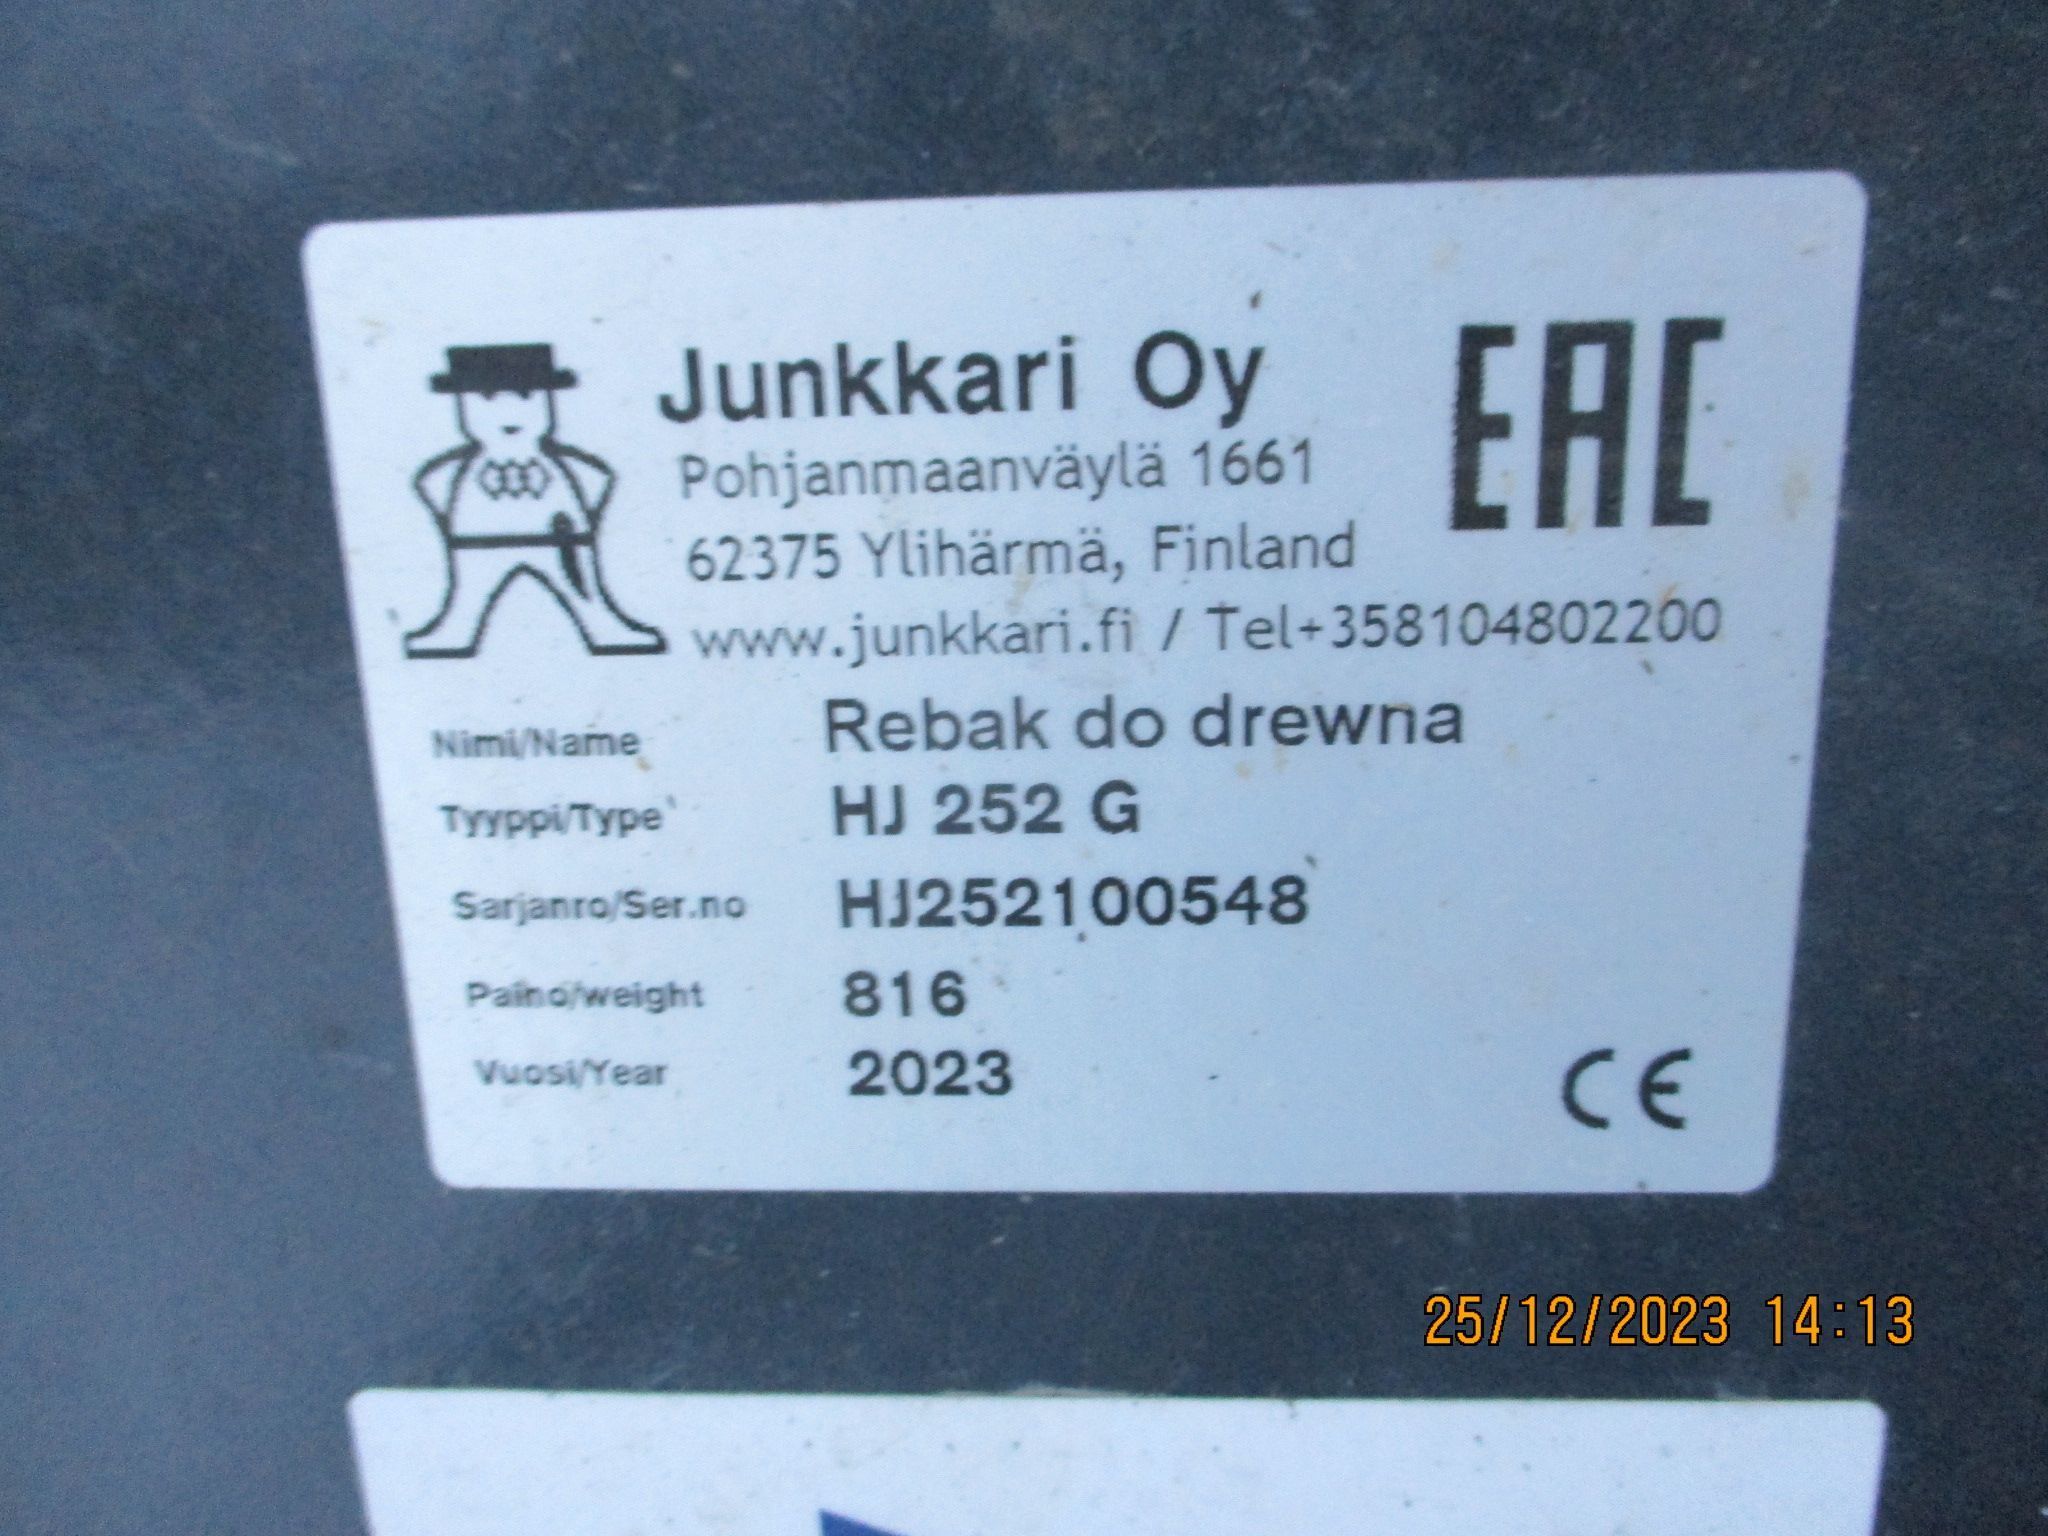 Junkkari Oy
EAC
Pohjanmaanväylä 1661
62375 Ylihärmä, Finland
www.junkkari.fi / Tel+358104802200
Nimi/Name Rebak do drewna
Tyyppi/Type HJ 252 G
Sarjanro/Ser.no HJ252100548
Paino/weight 816
Vuosi/Year 2023
CE
25/12/2023 14:13